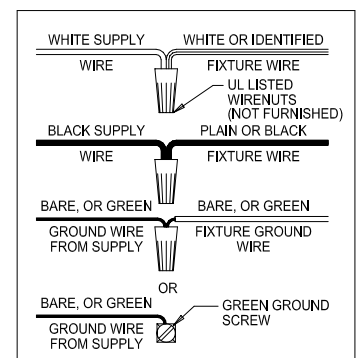 WHITE SUPPLY WHITE OR IDENTIFIED
WIRE FIXTURE WIRE
UL LISTED
WIRENUTS
(NOT FURNISHED)
BLACK SUPPLY PLAIN OR BLACK
WIRE FIXTURE WIRE
BARE, OR GREEN BARE, OR GREEN
GROUND WIRE FIXTURE GROUND
FROM SUPPLY WIRE
OR
BARE, OR GREEN GREEN GROUND
SCREW
GROUND WIRE
FROM SUPPLY